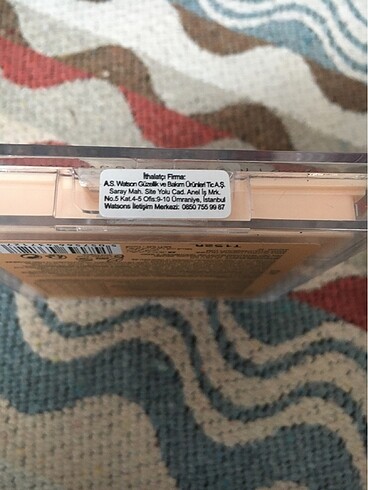 İthalatçı Firma:
A.S. Watson Güzellik ve Bakım Ürünleri Tic.A.Ş.
Saray Mah. Site Yolu Cad. Anel İş Mrk.
No.5 Kat.4-5 Ofis:9-10 Ümraniye, İstanbul
Watsons İletişim Merkezi: 0850 755 99 87